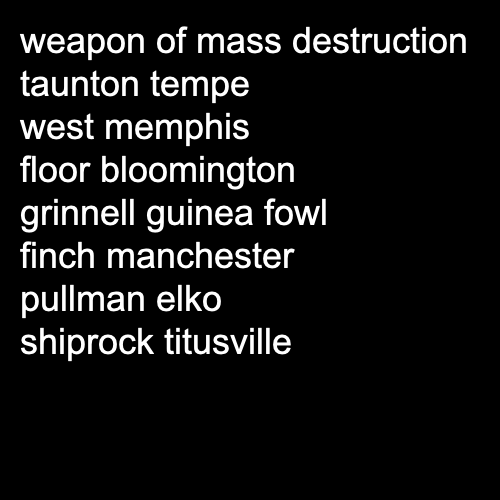 weapon of mass destruction
taunton tempe
west memphis
floor bloomington
grinnell guinea fowl
finch manchester
pullman elko
shiprock titusville